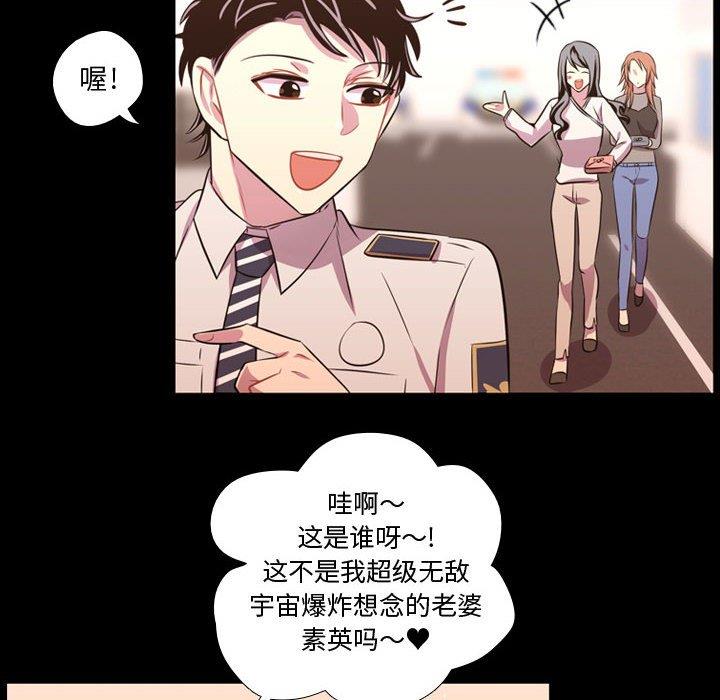 喔!
哇啊～
这是谁呀～!
这不是我超级无敌
宇宙爆炸想念的老婆
素英吗～♥